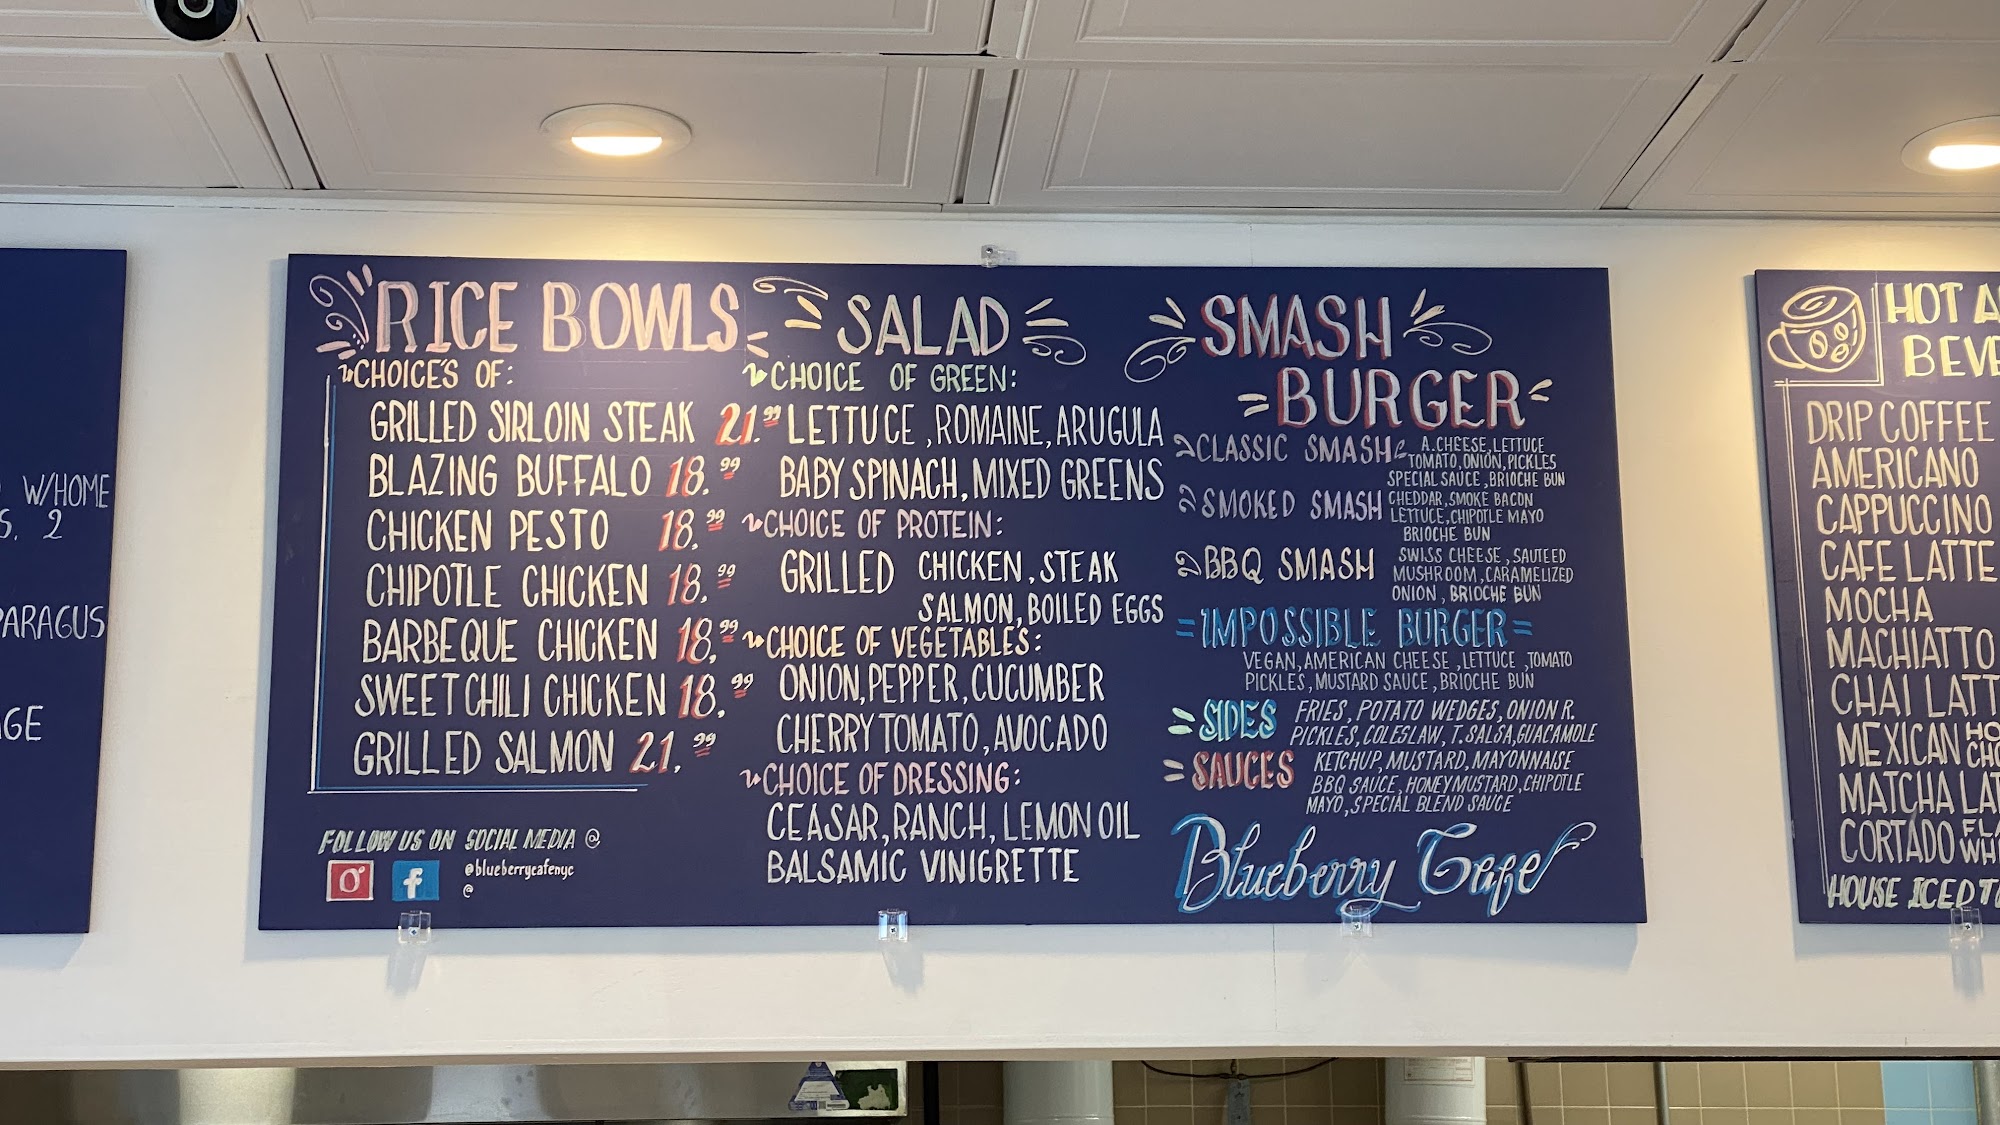 W/HOME
2
PARAGUS
RICE BOWLS
CHOICE'S OF:
GRILLED SIRLOIN STEAK 21.99
BLAZING BUFFALO 18.99
CHICKEN PESTO 18.99
CHIPOTLE CHICKEN 18.99
BARBEQUE CHICKEN 18.99
SWEET CHILI CHICKEN 18.99
GRILLED SALMON 21.99
FOLLOW US ON SOCIAL MEDIA @
f
@blueberrycafenyc
@
SALAD
CHOICE OF GREEN:
LETTUCE, ROMAINE, ARUGULA
BABY SPINACH, MIXED GREENS
CHOICE OF PROTEIN:
GRILLED CHICKEN, STEAK
SALMON, BOILED EGGS
CHOICE OF VEGETABLES:
ONION, PEPPER, CUCUMBER
CHERRY TOMATO, AVOCADO
CHOICE OF DRESSING:
CEASAR, RANCH, LEMON OIL
BALSAMIC VINIGRETTE
SMASH
BURGER
CLASSIC SMASH A.CHEESE, LETTUCE
TOMATO, ONION, PICKLES
SPECIAL SAUCE, BRIOCHE BUN
SMOKED SMASH CHEDDAR, SMOKE BACON
LETTUCE, CHIPOTLE MAYO
BRIOCHE BUN
BBQ SMASH SWISS CHEESE, SAUTEED
MUSHROOM, CARAMELIZED
ONION, BRIOCHE BUN
IMPOSSIBLE BURGER
VEGAN, AMERICAN CHEESE, LETTUCE, TOMATO
PICKLES, MUSTARD SAUCE, BRIOCHE BUN
SIDES FRIES, POTATO WEDGES, ONION R.
PICKLES, COLESLAW, T.SALSA, GUACAMOLE
SAUCES KETCHUP, MUSTARD, MAYONNAISE
BBQ SAUCE, HONEY MUSTARD, CHIPOTLE
MAYO, SPECIAL BLEND SAUCE
Blueberry Cafe
HOT A
BEVE
DRIP COFFEE
AMERICANO
CAPPUCCINO
CAFE LATTE
MOCHA
MACHIATTO
CHAI LATT
MEXICAN HO
CHO
MATCHA LAT
CORTADO FLA
WHI
HOUSE ICED T